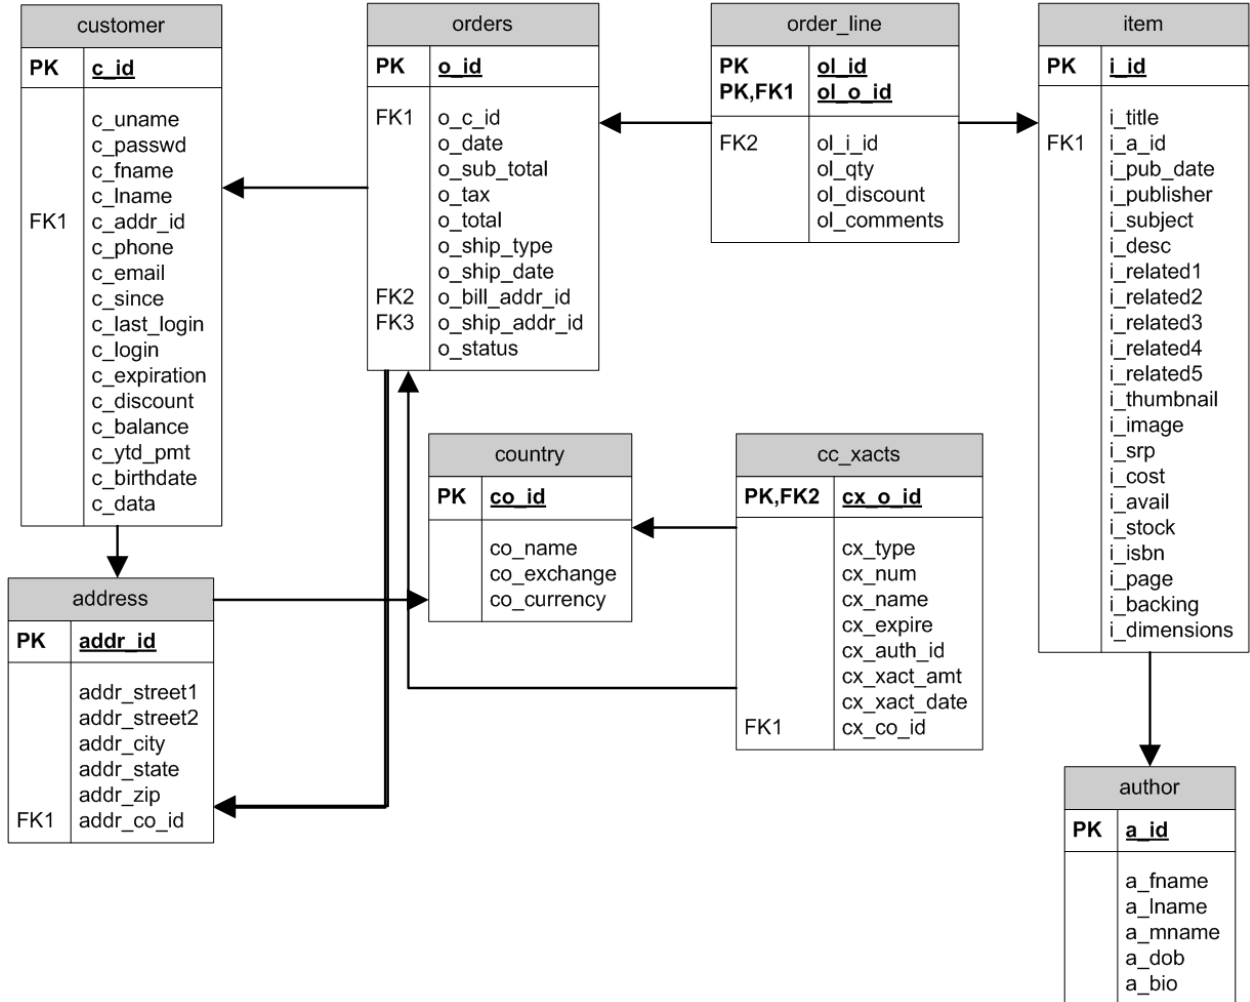 customer
PK c_id
c_uname
c_passwd
c_fname
c_lname
FK1 c_addr_id
c_phone
c_email
c_since
c_last_login
c_login
c_expiration
c_discount
c_balance
c_ytd_pmt
c_birthdate
c_data
orders
PK o_id
FK1 o_c_id
o_date
o_sub_total
o_tax
o_total
o_ship_type
o_ship_date
FK2 o_bill_addr_id
FK3 o_ship_addr_id
o_status
order_line
PK ol_id
PK,FK1 ol_o_id
FK2 ol_i_id
ol_qty
ol_discount
ol_comments
item
PK i_id
i_title
FK1 i_a_id
i_pub_date
i_publisher
i_subject
i_desc
i_related1
i_related2
i_related3
i_related4
i_related5
i_thumbnail
i_image
i_srp
i_cost
i_avail
i_stock
i_isbn
i_page
i_backing
i_dimensions
country
PK co_id
co_name
co_exchange
co_currency
cc_xacts
PK,FK2 cx_o_id
cx_type
cx_num
cx_name
cx_expire
cx_auth_id
cx_xact_amt
cx_xact_date
FK1 cx_co_id
address
PK addr_id
addr_street1
addr_street2
addr_city
addr_state
addr_zip
FK1 addr_co_id
author
PK a_id
a_fname
a_lname
a_mname
a_dob
a_bio